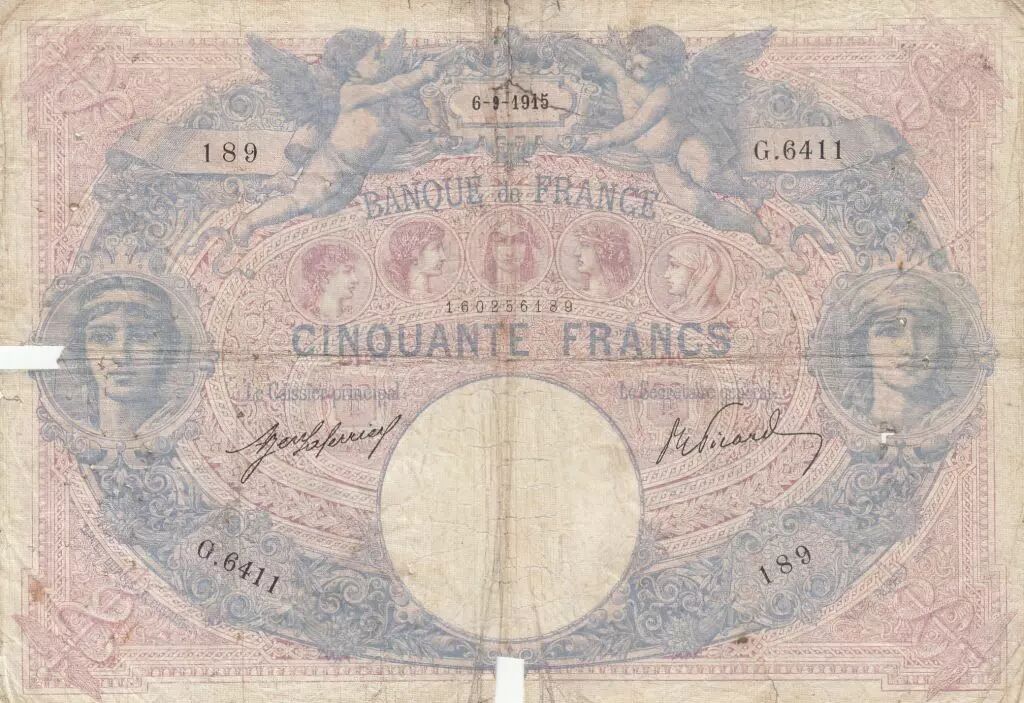 6-9-1915
189
G.6411
BANQUE de FRANCE
160256189
CINQUANTE FRANCS
Le Caissier principal
Le Secrétaire général
G.6411
189